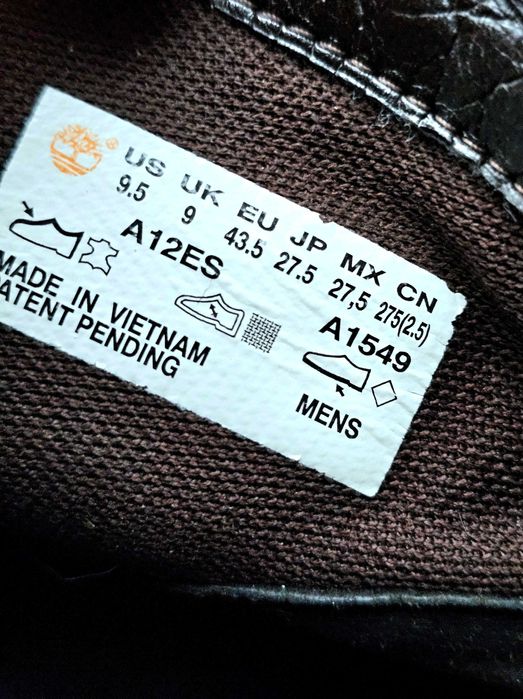 ®
US UK EU JP MX CN
9.5 9 43.5 27.5 27,5 275(2.5)
A12ES A1549
MADE IN VIETNAM
PATENT PENDING
MENS